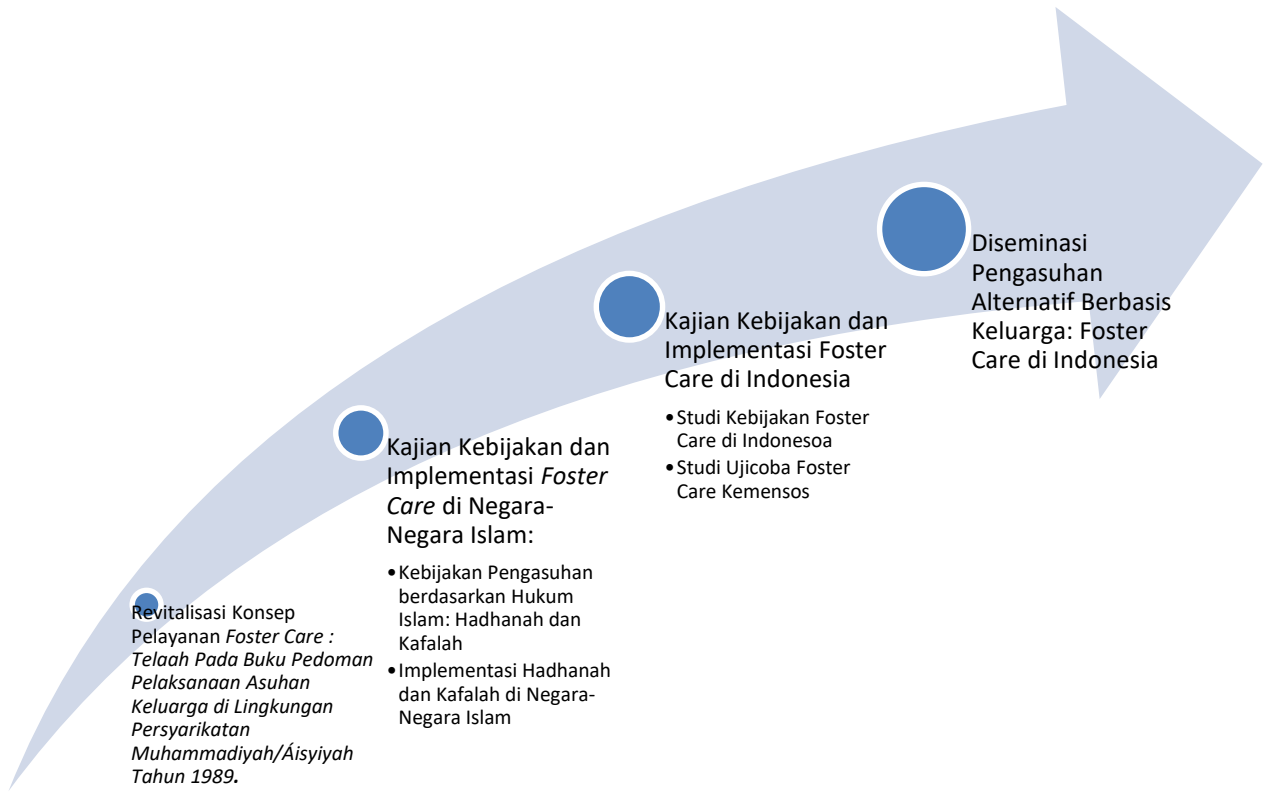 Revitalisasi Konsep
Pelayanan Foster Care :
Telaah Pada Buku Pedoman
Pelaksanaan Asuhan
Keluarga di Lingkungan
Persyarikatan
Muhammadiyah/Áisyiyah
Tahun 1989.
Kajian Kebijakan dan
Implementasi Foster
Care di Negara-
Negara Islam:
•Kebijakan Pengasuhan
berdasarkan Hukum
Islam: Hadhanah dan
Kafalah
•Implementasi Hadhanah
dan Kafalah di Negara-
Negara Islam
Kajian Kebijakan dan
Implementasi Foster
Care di Indonesia
•Studi Kebijakan Foster
Care di Indonesoa
•Studi Ujicoba Foster
Care Kemensos
Diseminasi
Pengasuhan
Alternatif Berbasis
Keluarga: Foster
Care di Indonesia